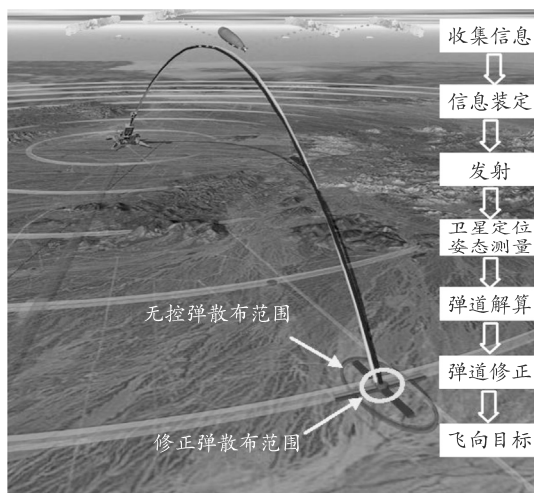 收集信息
信息装定
发射
卫星定位
姿态测量
弹道解算
弹道修正
飞向目标
无控弹散布范围
修正弹散布范围